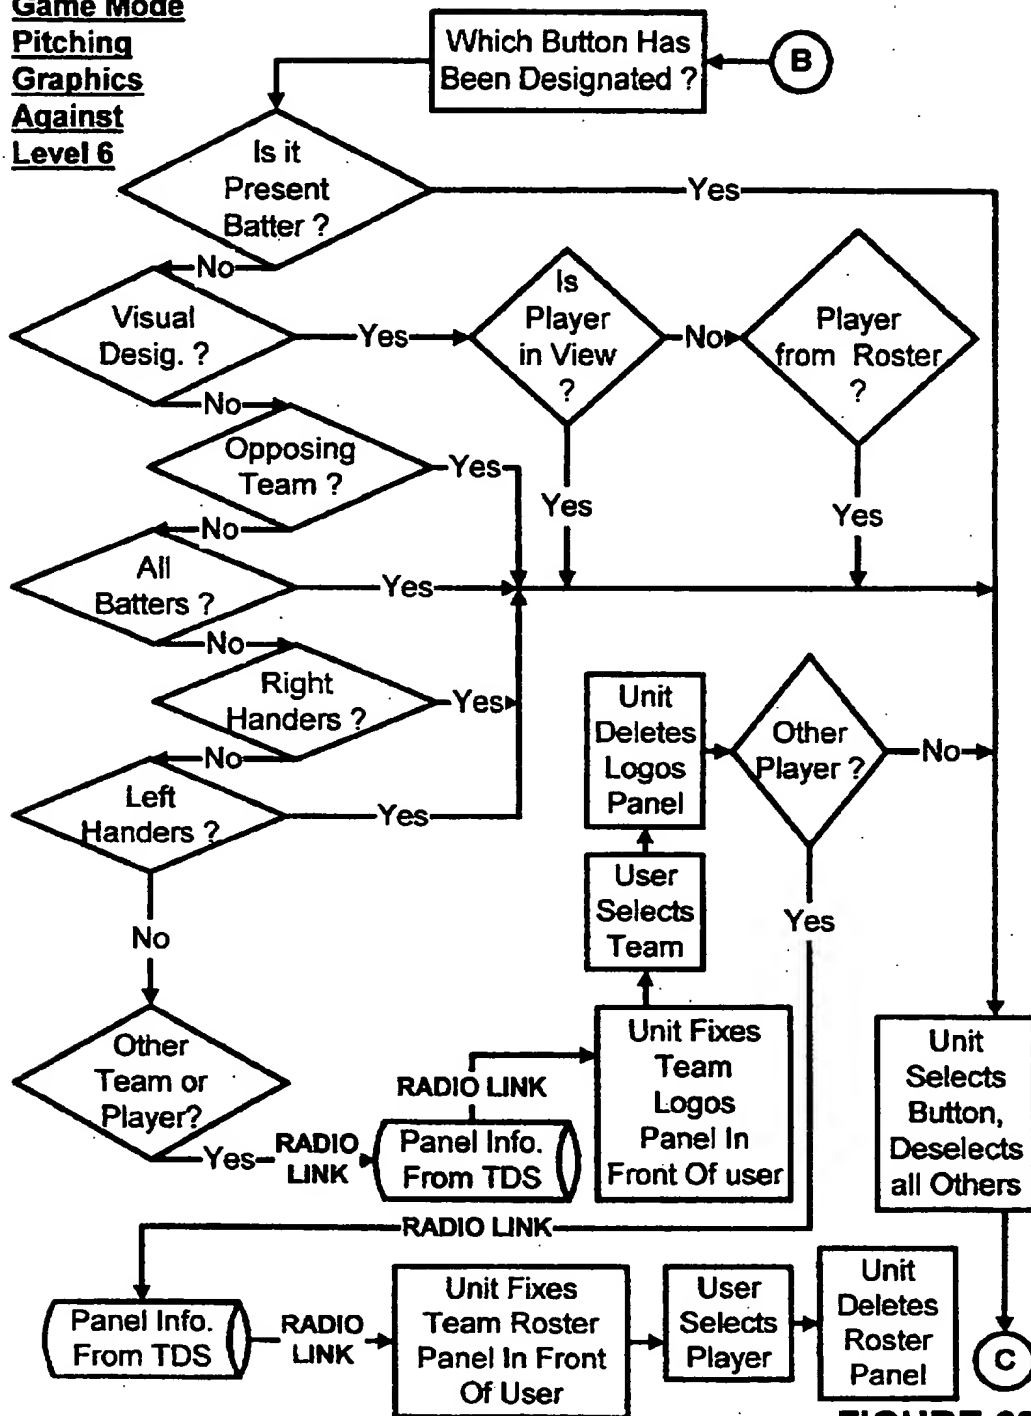 Game Mode
Pitching
Graphics
Against
Level 6
Which Button Has
Been Designated ?
B
Is it
Present
Batter ?
Yes
No
Visual
Desig. ?
Yes
Is
Player
in View
?
No
Player
from Roster
?
No
Opposing
Team ?
Yes
Yes
Yes
No
All
Batters ?
Yes
No
Right
Handers ?
Yes
Unit
Deletes
Logos
Panel
Other
Player ?
No
No
Left
Handers ?
Yes
User
Selects
Team
Yes
No
Other
Team or
Player?
Unit Fixes
Team
Logos
Panel In
Front Of user
Unit
Selects
Button,
Deselects
all Others
RADIO LINK
Yes
RADIO
LINK
Panel Info.
From TDS
RADIO LINK
Panel Info.
From TDS
RADIO
LINK
Unit Fixes
Team Roster
Panel In Front
Of User
User
Selects
Player
Unit
Deletes
Roster
Panel
C
FIGURE